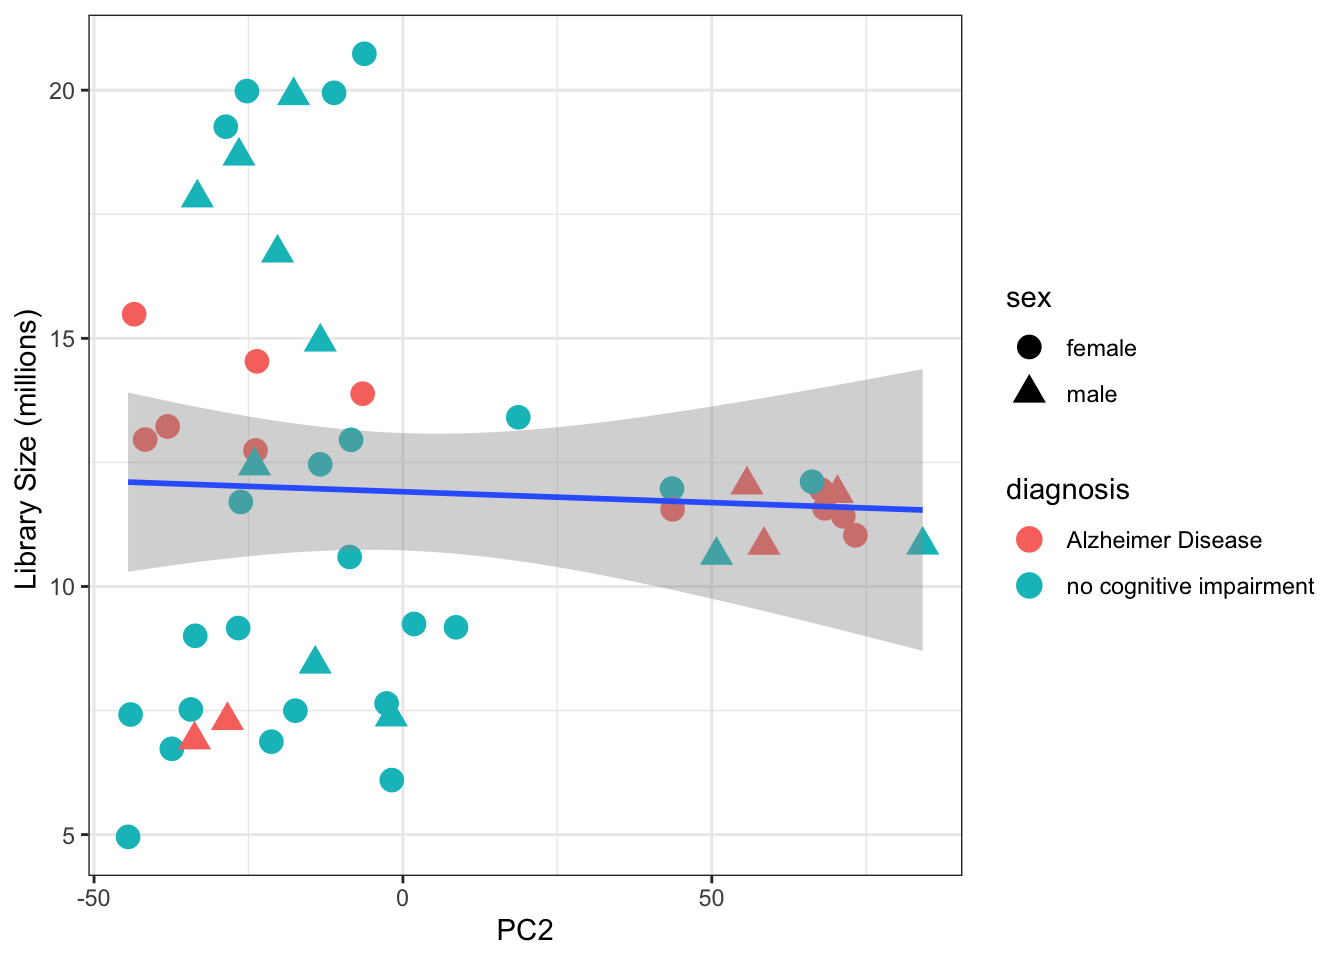 20
15
10
5
-50
0
50
PC2
Library Size (millions)
sex
female
male
diagnosis
Alzheimer Disease
no cognitive impairment